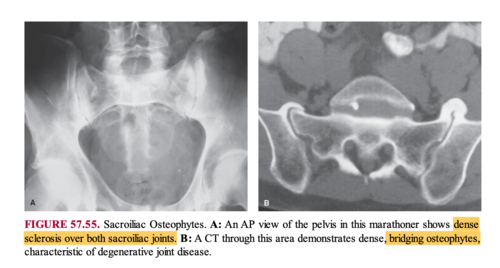 A
B
FIGURE 57.55. Sacroiliac Osteophytes. A: An AP view of the pelvis in this marathoner shows dense
sclerosis over both sacroiliac joints. B: A CT through this area demonstrates dense, bridging osteophytes,
characteristic of degenerative joint disease.